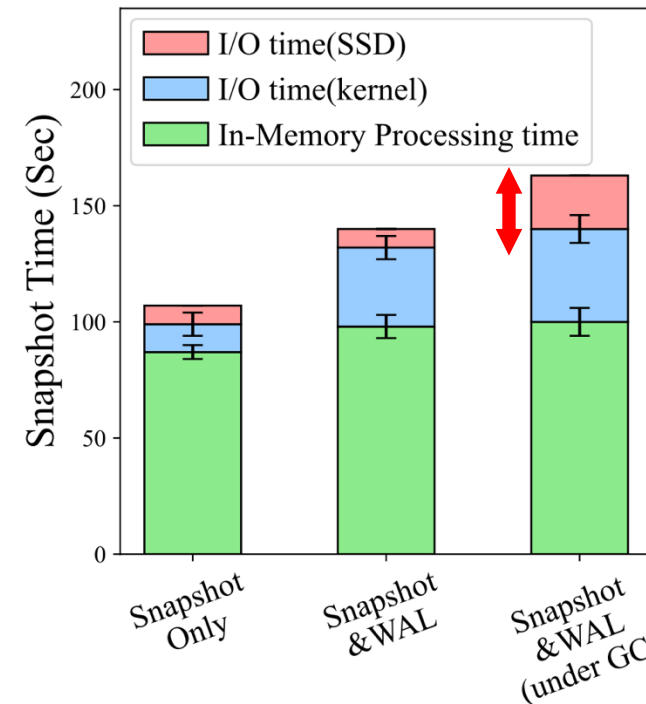 I/O time(SSD)
I/O time(kernel)
In-Memory Processing time
Snapshot Time (Sec)
200
150
100
50
0
Snapshot
Only
Snapshot
&WAL
Snapshot
&WAL
(under GC